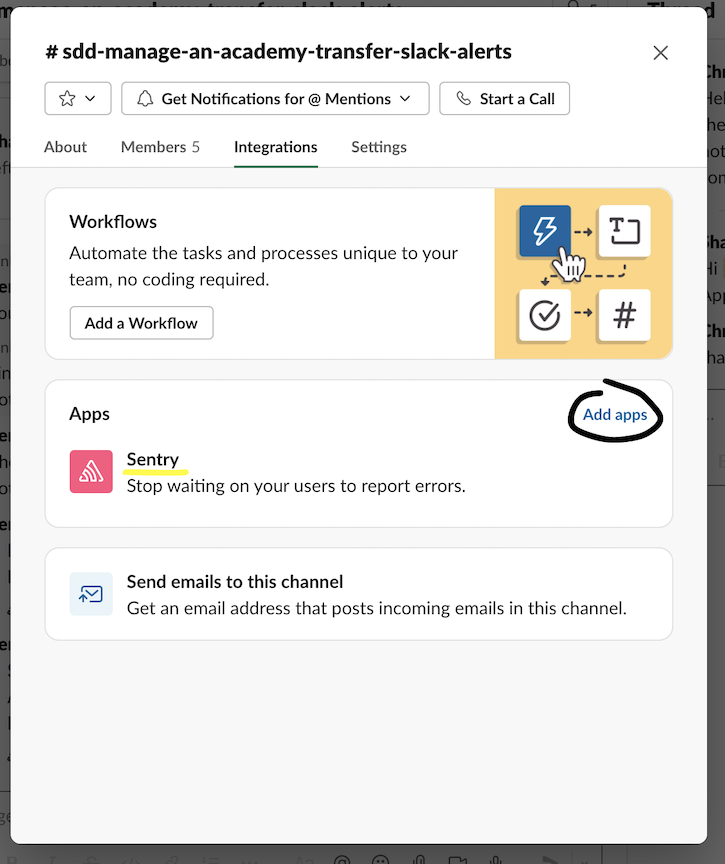 # sdd-manage-an-academy-transfer-slack-alerts
Get Notifications for @ Mentions
Start a Call
About
Members 5
Integrations
Settings
Workflows
Automate the tasks and processes unique to your
team, no coding required.
Add a Workflow
Apps
Add apps
Sentry
Stop waiting on your users to report errors.
Send emails to this channel
Get an email address that posts incoming emails in this channel.